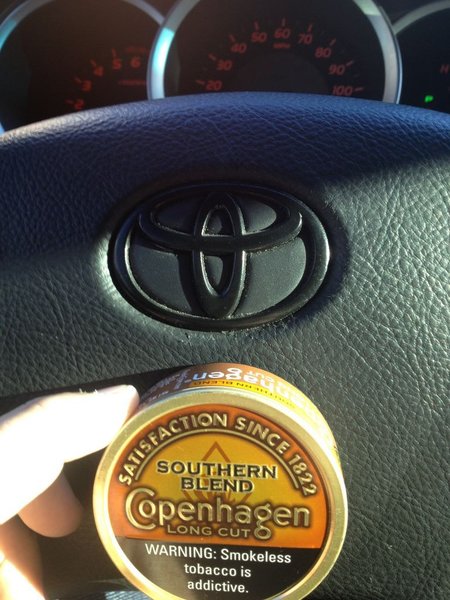 2 3 4 5 6
20 30 40 50 60 70 80 90 100
MPH
SATISFACTION SINCE 1822
SOUTHERN
BLEND
Copenhagen
LONG CUT
WARNING: Smokeless
tobacco is
addictive.